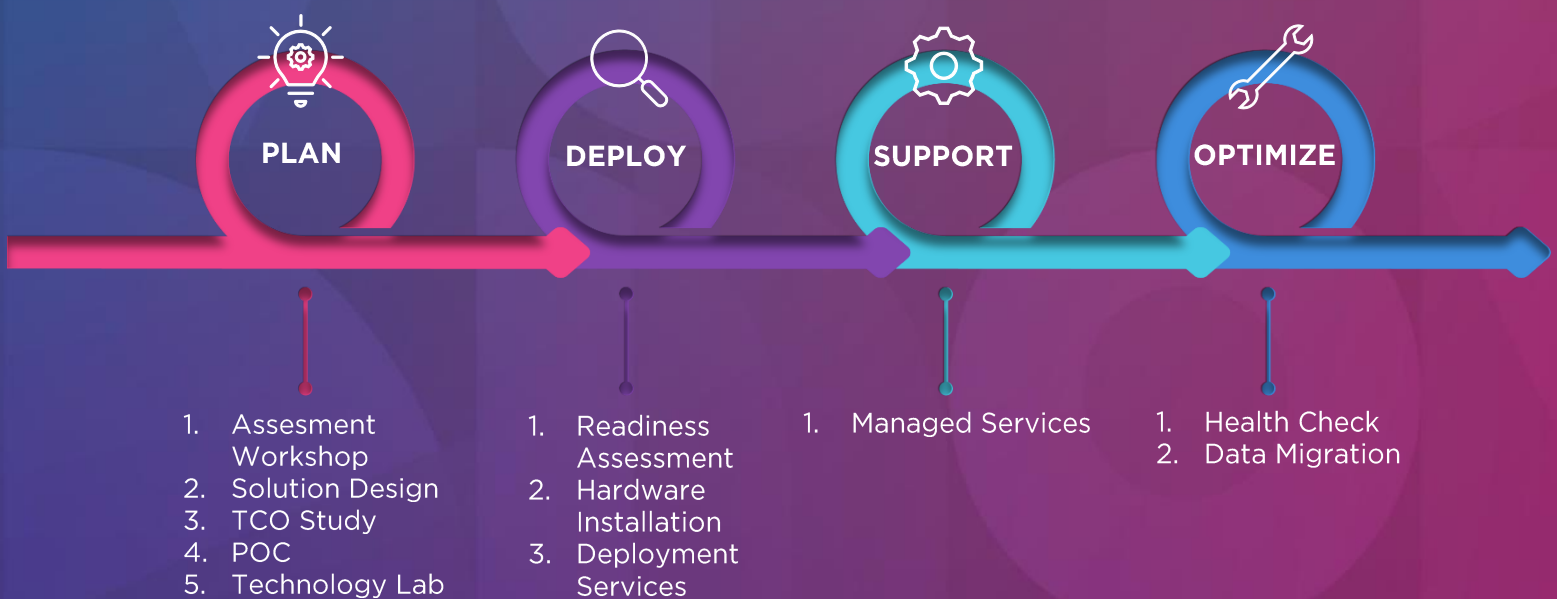 PLAN
DEPLOY
SUPPORT
OPTIMIZE
1. Assesment
Workshop
2. Solution Design
3. TCO Study
4. POC
5. Technology Lab
1. Readiness
Assessment
2. Hardware
Installation
3. Deployment
Services
1. Managed Services
1. Health Check
2. Data Migration